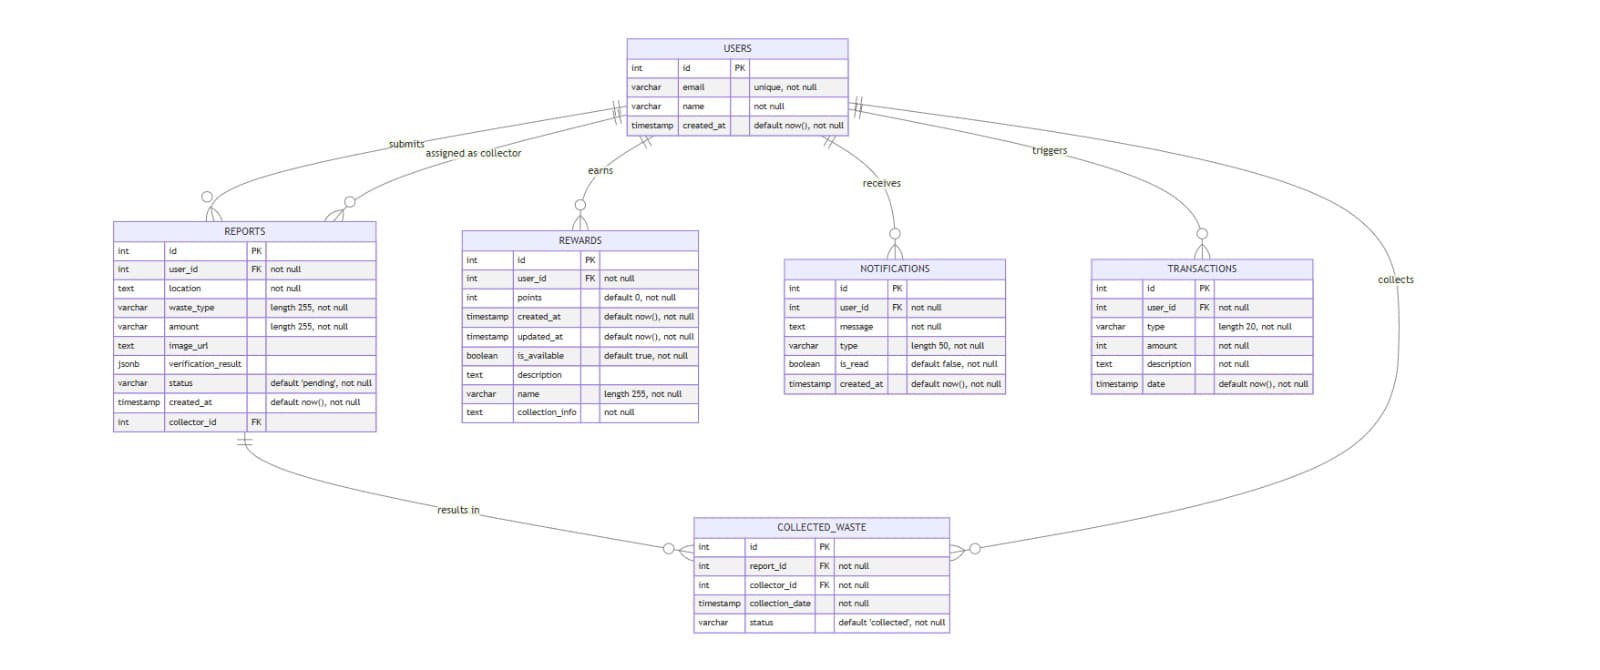 USERS
int id PK
varchar email unique, not null
varchar name not null
timestamp created_at default now(), not null
submits
assigned as collector
earns
receives
triggers
collects
REPORTS
int id PK
int user_id FK not null
text location not null
varchar waste_type length 255, not null
varchar amount length 255, not null
text image_url
jsonb verification_result
varchar status default 'pending', not null
timestamp created_at default now(), not null
int collector_id FK
REWARDS
int id PK
int user_id FK not null
int points default 0, not null
timestamp created_at default now(), not null
timestamp updated_at default now(), not null
boolean is_available default true, not null
text description
varchar name length 255, not null
text collection_info not null
NOTIFICATIONS
int id PK
int user_id FK not null
text message not null
varchar type length 50, not null
boolean is_read default false, not null
timestamp created_at default now(), not null
TRANSACTIONS
int id PK
int user_id FK not null
varchar type length 20, not null
int amount not null
text description not null
timestamp date default now(), not null
results in
COLLECTED_WASTE
int id PK
int report_id FK not null
int collector_id FK not null
timestamp collection_date not null
varchar status default 'collected', not null